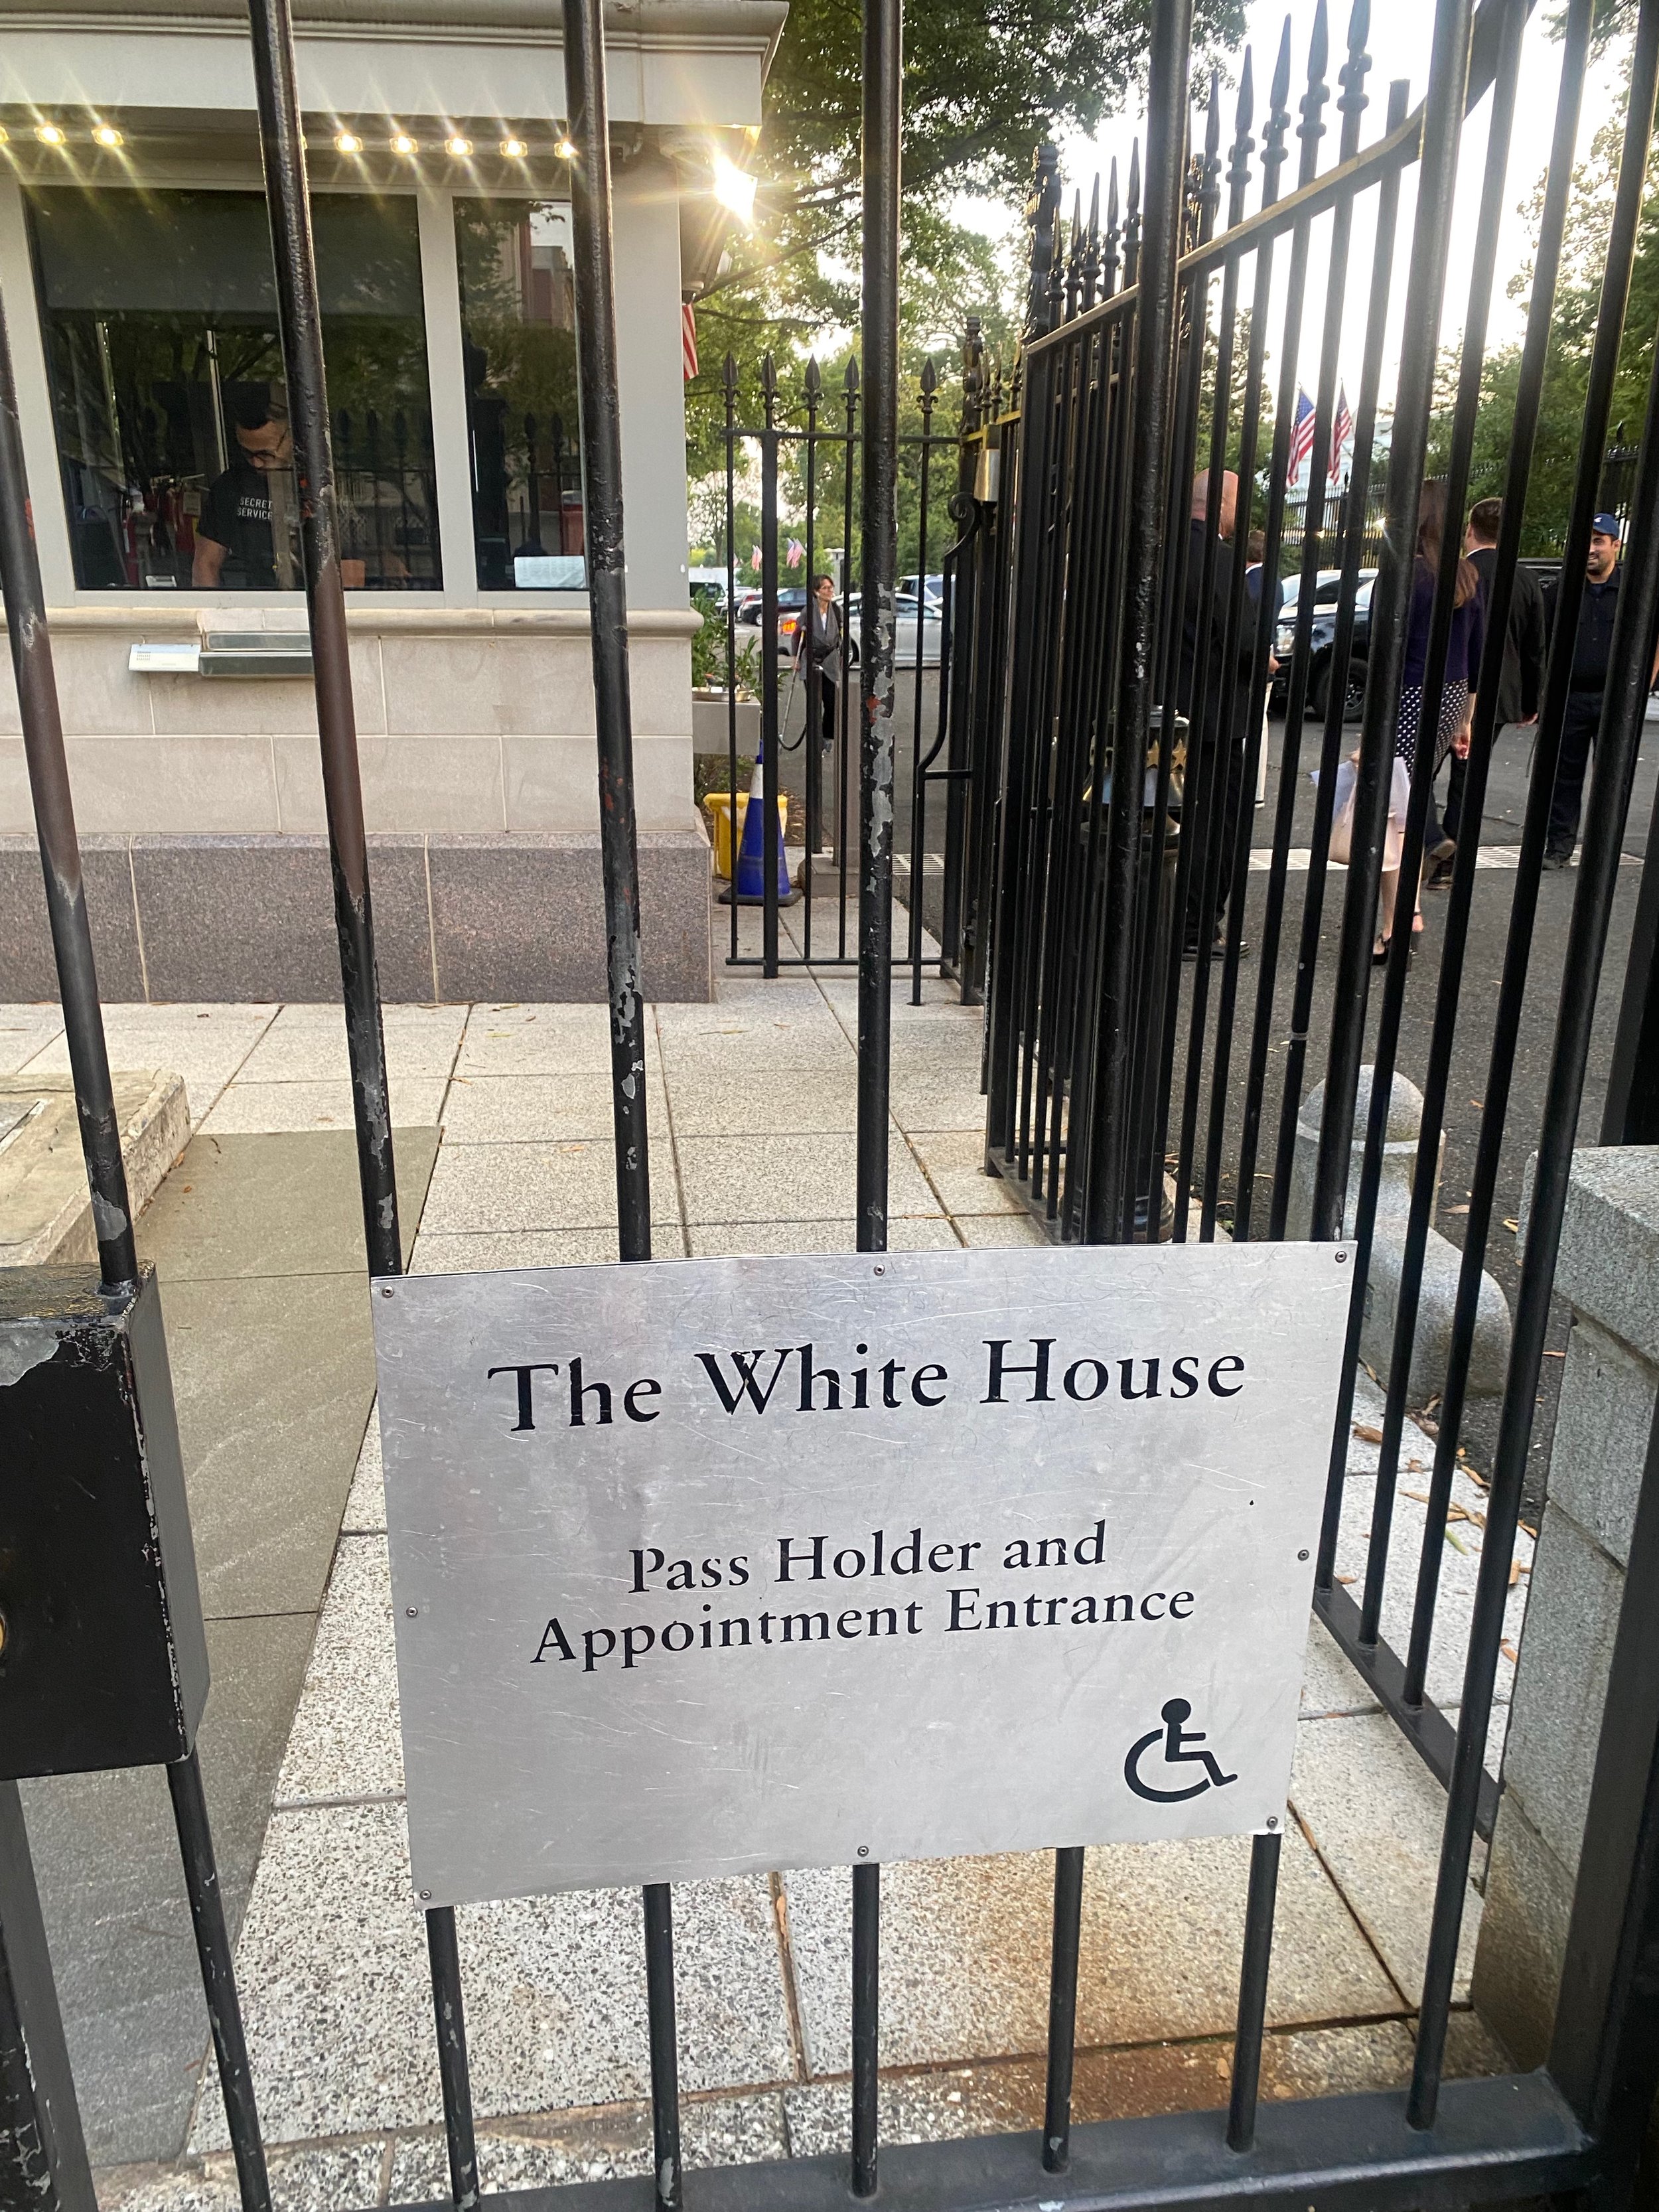 SECRET
SERVICE
The White House
Pass Holder and
Appointment Entrance